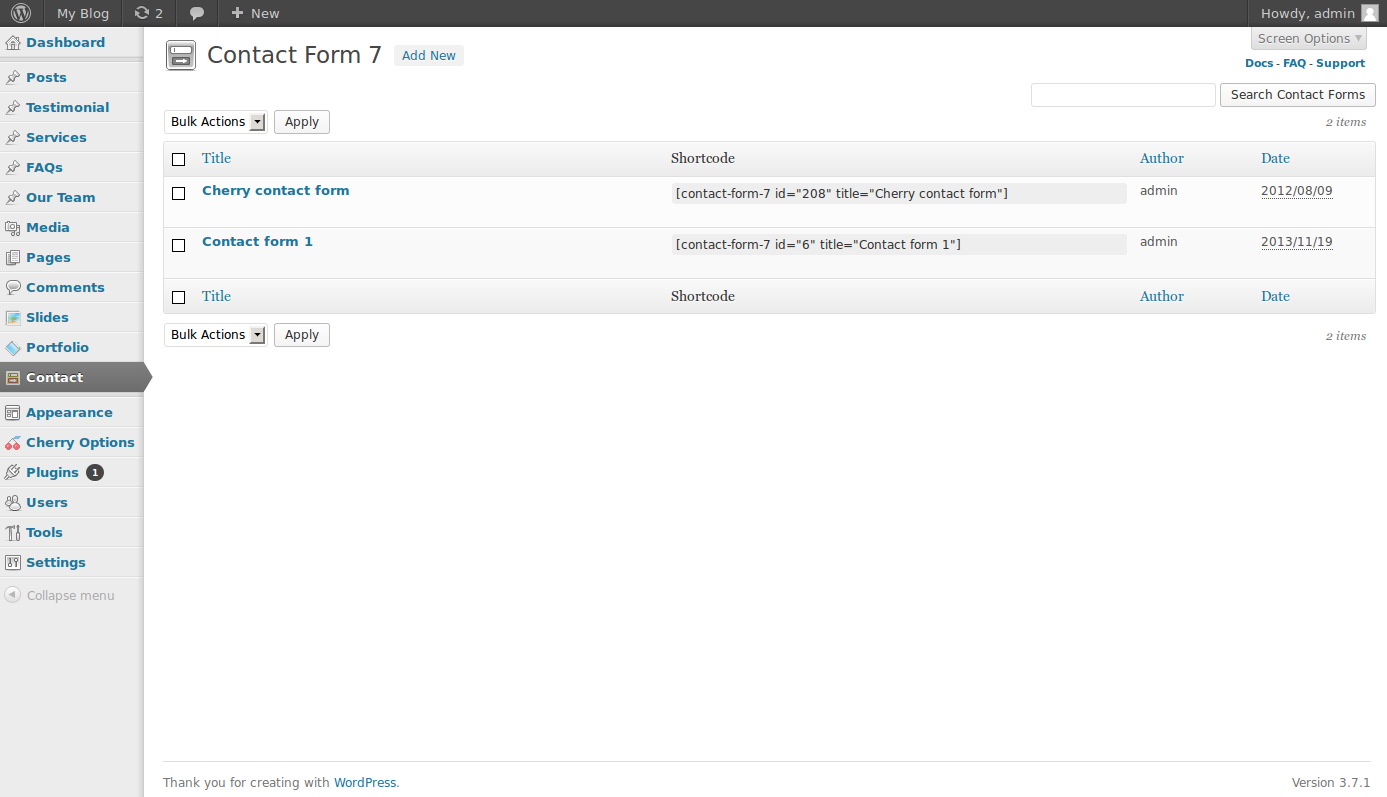 My Blog 2 New Howdy, admin
Screen Options
Docs - FAQ - Support
Dashboard
Posts
Testimonial
Services
FAQs
Our Team
Media
Pages
Comments
Slides
Portfolio
Contact
Appearance
Cherry Options
Plugins 1
Users
Tools
Settings
Collapse menu
Contact Form 7 Add New
Search Contact Forms
Bulk Actions Apply 2 items
Title Shortcode Author Date
Cherry contact form [contact-form-7 id="208" title="Cherry contact form"] admin 2012/08/09
Contact form 1 [contact-form-7 id="6" title="Contact form 1"] admin 2013/11/19
Title Shortcode Author Date
Bulk Actions Apply 2 items
Thank you for creating with WordPress. Version 3.7.1